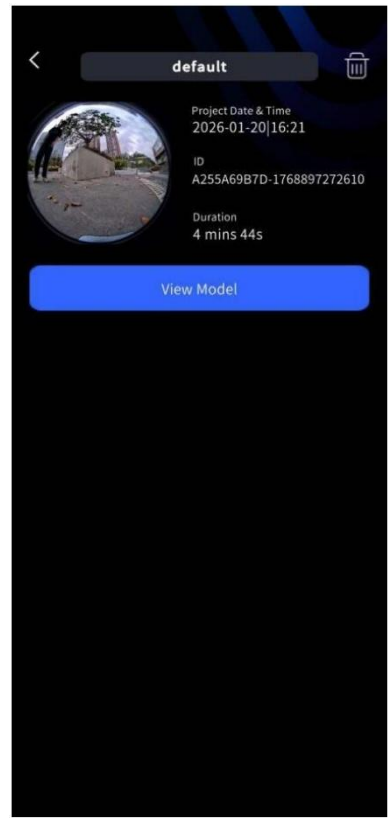 default
Project Date & Time
2026-01-20|16:21
ID
A255A69B7D-1768897272610
Duration
4 mins 44s
View Model